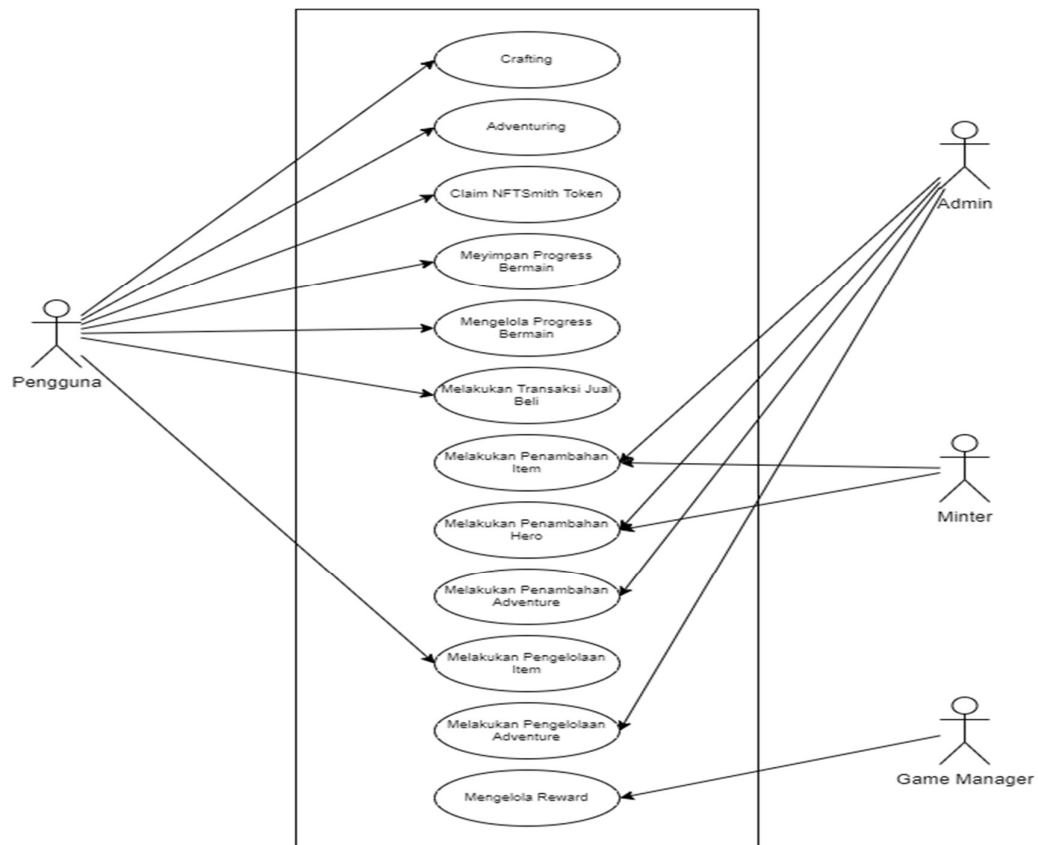 Crafting
Adventuring
Claim NFTSmith Token
Meyimpan Progress
Bermain
Mengelola Progress
Bermain
Melakukan Transaksi Jual
Beli
Melakukan Penambahan
Item
Melakukan Penambahan
Hero
Melakukan Penambahan
Adventure
Melakukan Pengelolaan
Item
Melakukan Pengelolaan
Adventure
Mengelola Reward
Pengguna
Admin
Minter
Game Manager